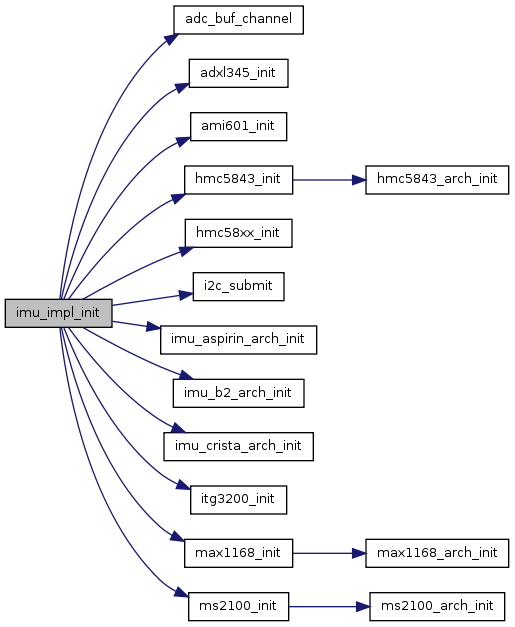 adc_buf_channel
adxl345_init
ami601_init
hmc5843_init
hmc5843_arch_init
hmc58xx_init
i2c_submit
imu_impl_init
imu_aspirin_arch_init
imu_b2_arch_init
imu_crista_arch_init
itg3200_init
max1168_init
max1168_arch_init
ms2100_init
ms2100_arch_init